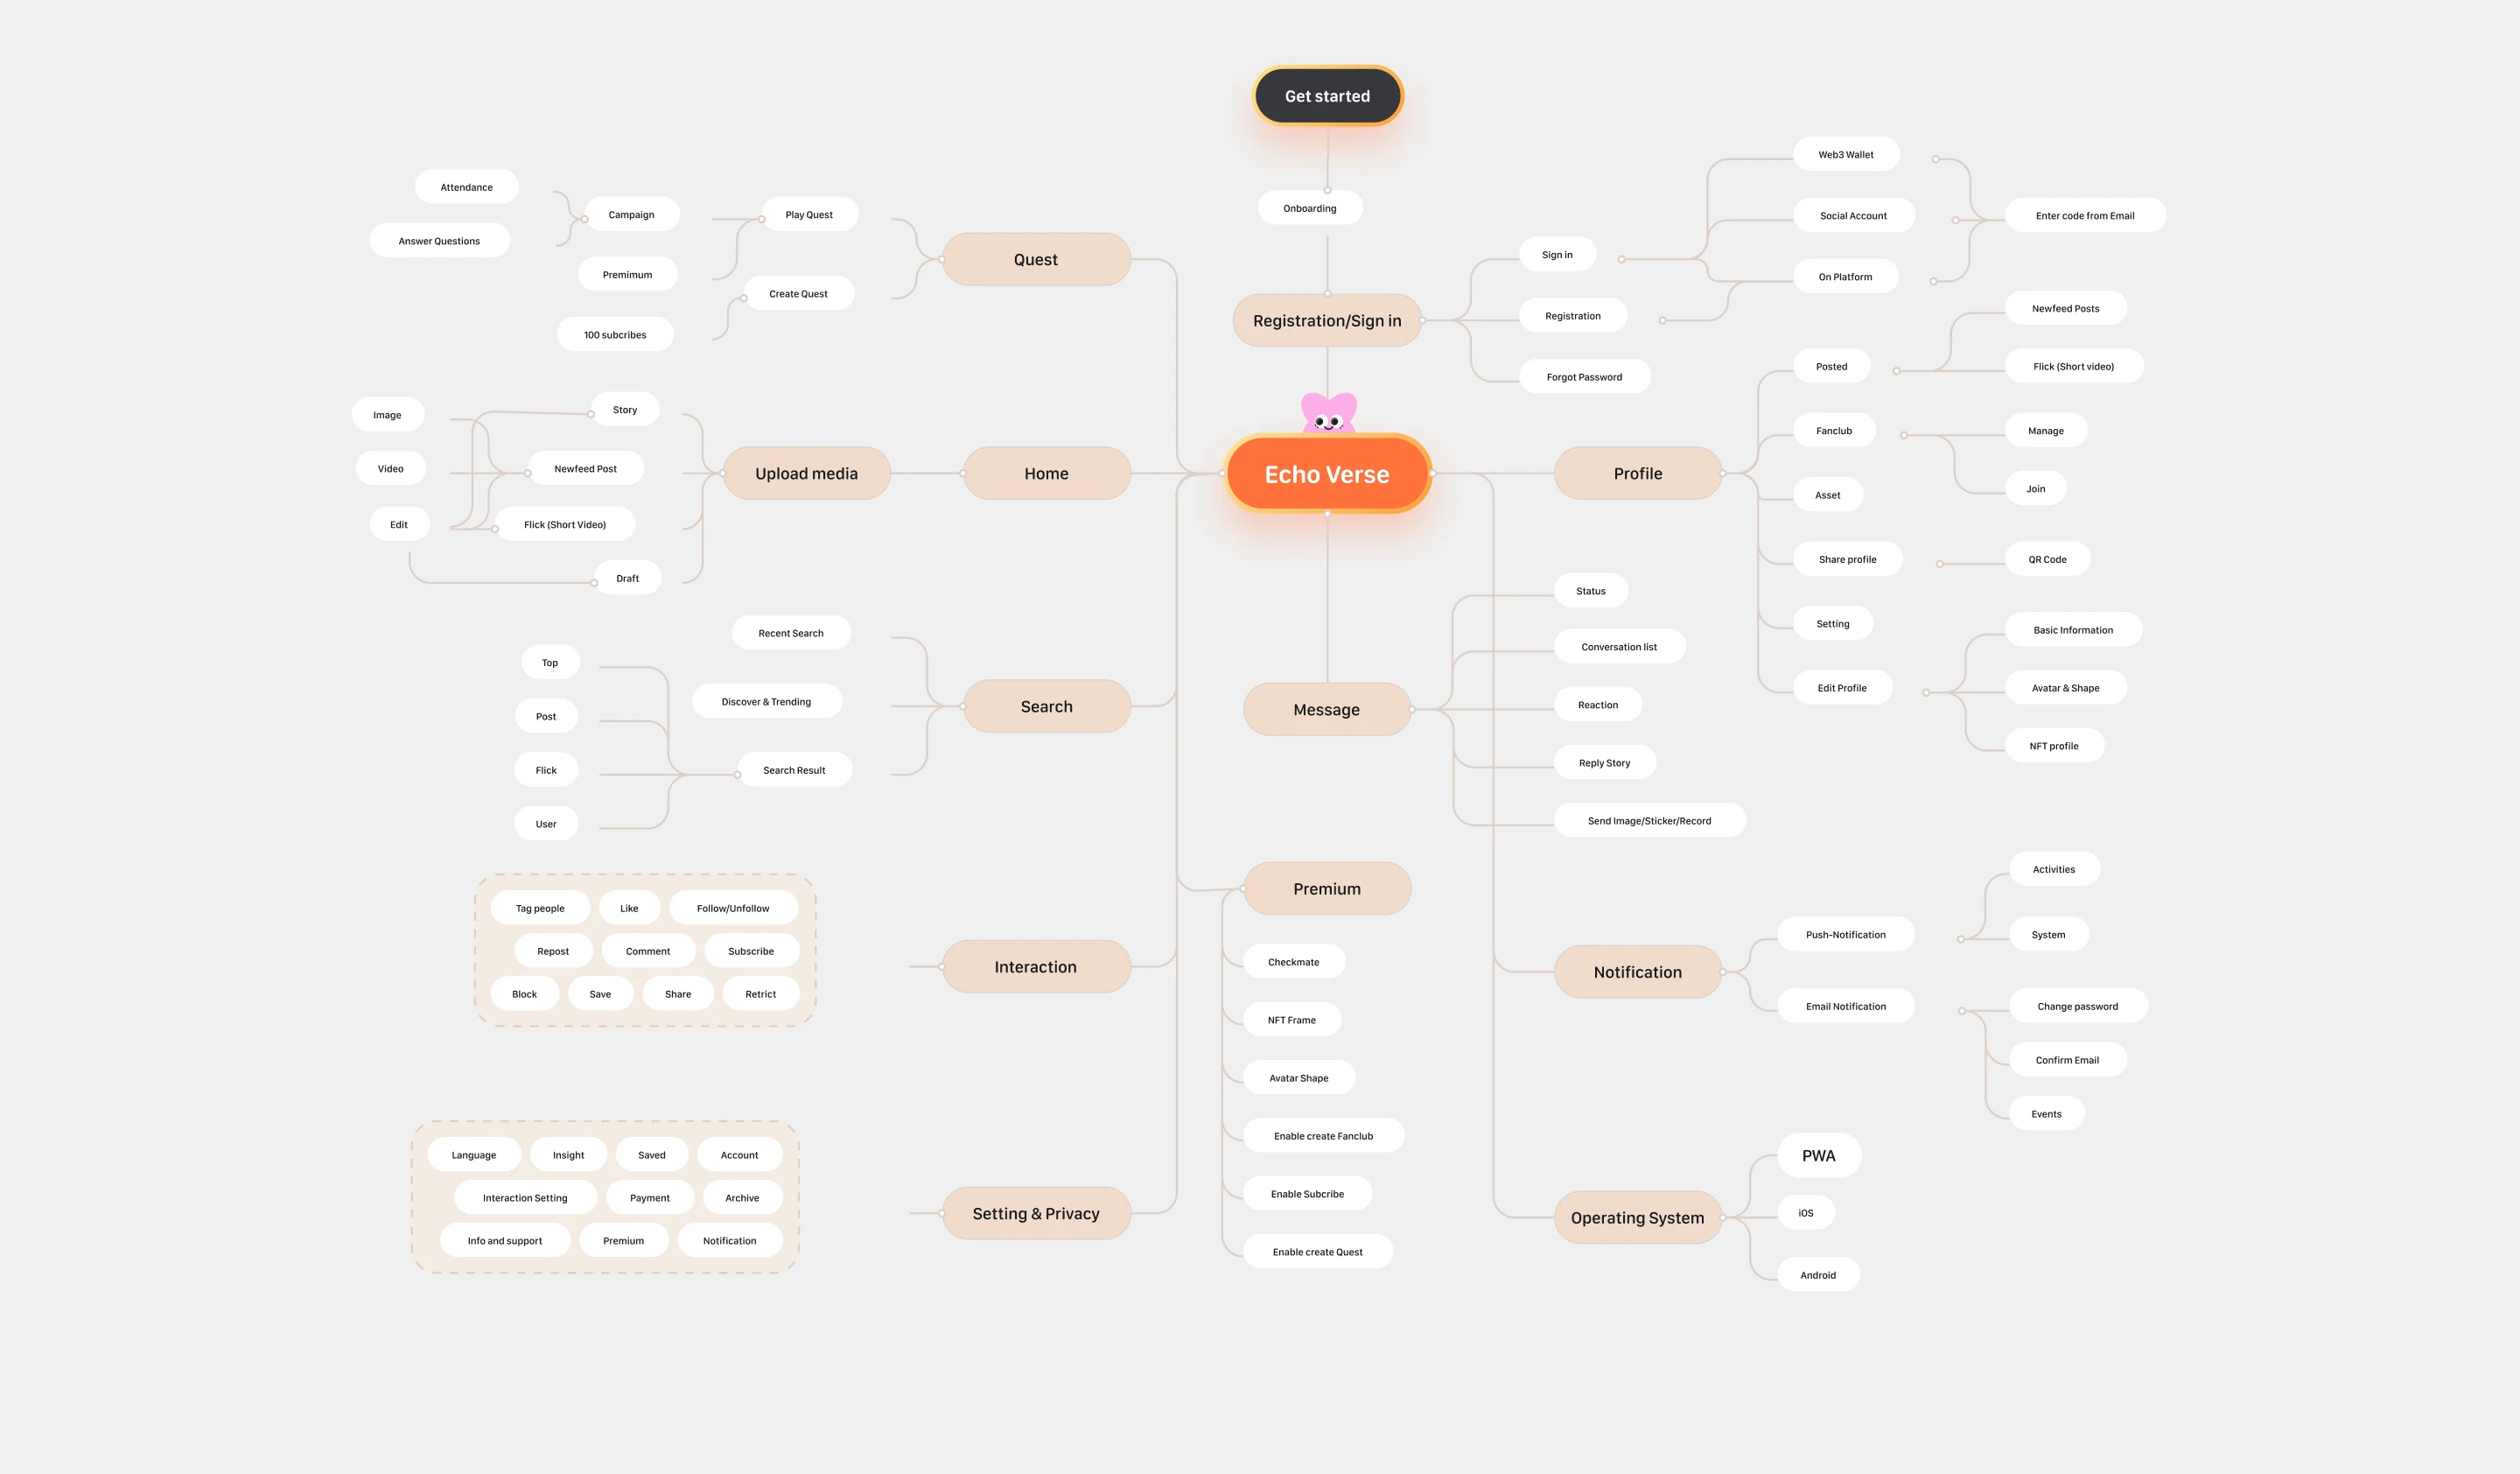 Get started
Onboarding
Registration/Sign in
Sign in
Registration
Forgot Password
Web3 Wallet
Social Account
On Platform
Enter code from Email
Echo Verse
Quest
Play Quest
Create Quest
Campaign
Premimum
100 subcribes
Attendance
Answer Questions
Home
Upload media
Story
Newfeed Post
Flick (Short Video)
Draft
Image
Video
Edit
Search
Recent Search
Discover & Trending
Search Result
Top
Post
Flick
User
Interaction
Tag people
Like
Follow/Unfollow
Repost
Comment
Subscribe
Block
Save
Share
Retrict
Setting & Privacy
Language
Insight
Saved
Account
Interaction Setting
Payment
Archive
Info and support
Premium
Notification
Profile
Posted
Newfeed Posts
Flick (Short video)
Fanclub
Manage
Join
Asset
Share profile
QR Code
Setting
Edit Profile
Basic Information
Avatar & Shape
NFT profile
Message
Status
Conversation list
Reaction
Reply Story
Send Image/Sticker/Record
Premium
Checkmate
NFT Frame
Avatar Shape
Enable create Fanclub
Enable Subcribe
Enable create Quest
Notification
Push-Notification
Activities
System
Email Notification
Change password
Confirm Email
Events
Operating System
PWA
iOS
Android